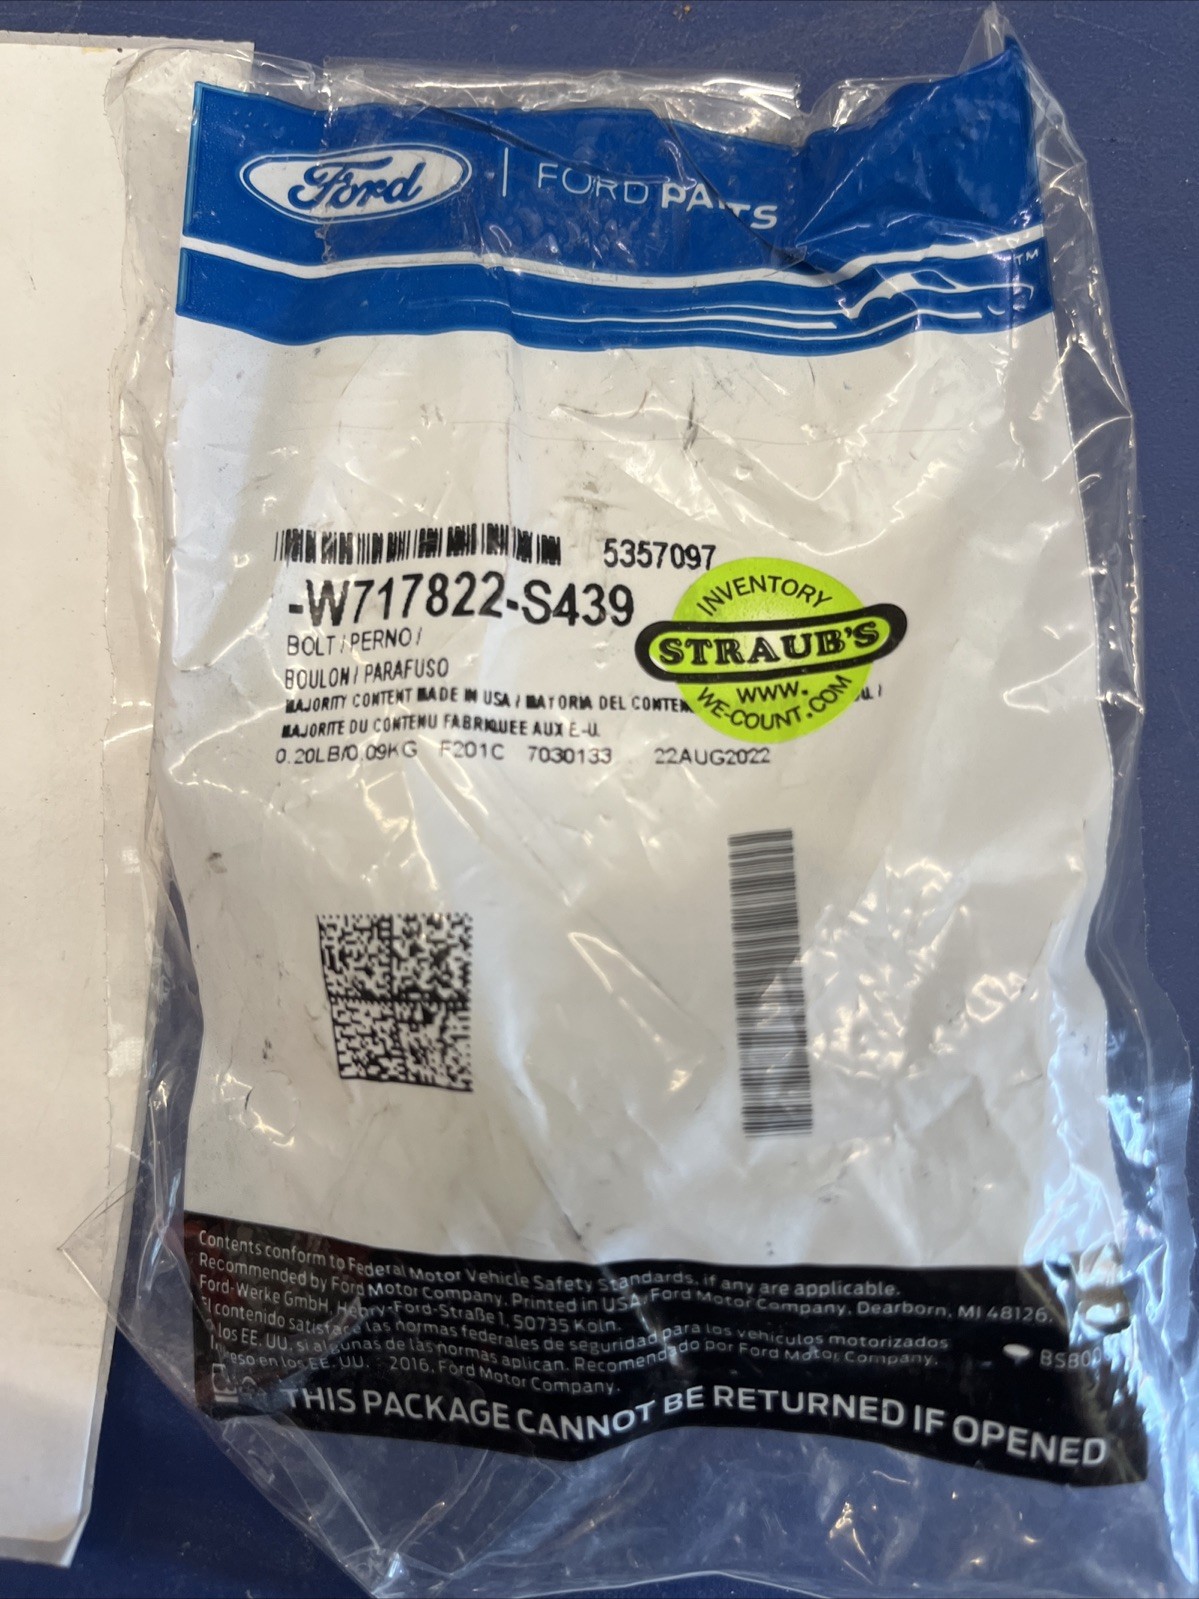 Ford | FORD PARTS
TM
5357097
-W717822-S439
BOLT / PERNO /
BOULON / PARAFUSO
MAJORITY CONTENT MADE IN USA / MAYORIA DEL CONTEN
MAJORITE DU CONTENU FABRIQUEE AUX E.-U.
0.20LB/0.09KG F201C 7030133 22AUG2022
INVENTORY
STRAUB'S
WWW.
WE-COUNT.COM
Contents conform to Federal Motor Vehicle Safety Standards, if any are applicable.
Recommended by Ford Motor Company. Printed in USA. Ford Motor Company, Dearborn, MI 48126.
Ford-Werke GmbH, Henry-Ford-Straße 1, 50735 Koln.
El contenido satisface las normas federales de seguridad para los vehiculos motorizados
los EE. UU. si algunas de las normas aplican. Recomendado por Ford Motor Company.
en los EE. UU. 2016, Ford Motor Company.
THIS PACKAGE CANNOT BE RETURNED IF OPENED